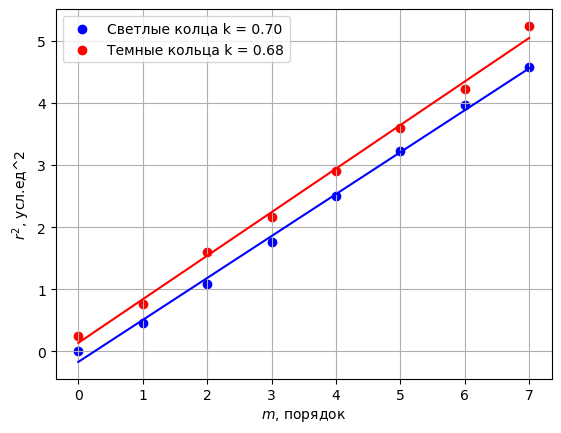 Светлые колца k = 0.70
Темные кольца k = 0.68
r², усл.ед^2
5
4
3
2
1
0
0 1 2 3 4 5 6 7
m, порядок